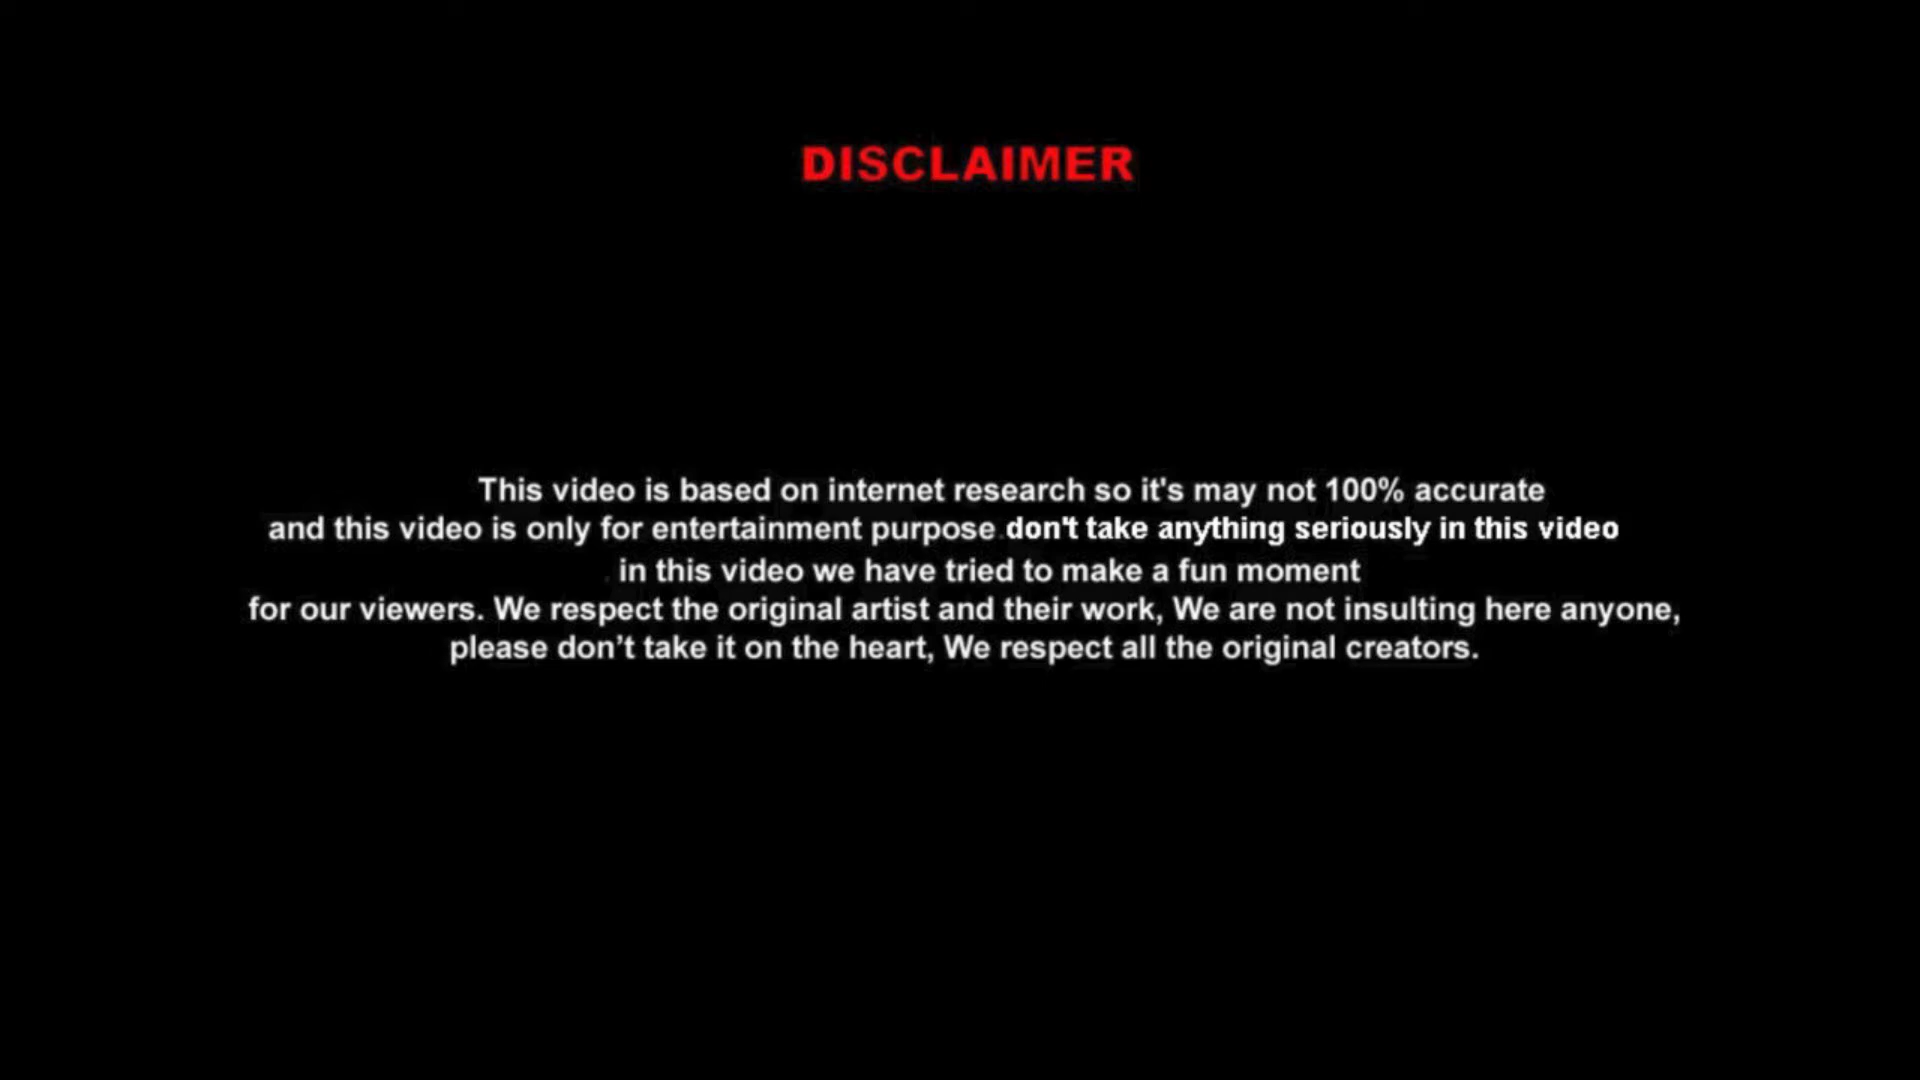 DISCLAIMER
This video is based on internet research so it's may not 100% accurate
and this video is only for entertainment purpose.don't take anything seriously in this video
in this video we have tried to make a fun moment
for our viewers. We respect the original artist and their work, We are not insulting here anyone,
please don’t take it on the heart, We respect all the original creators.